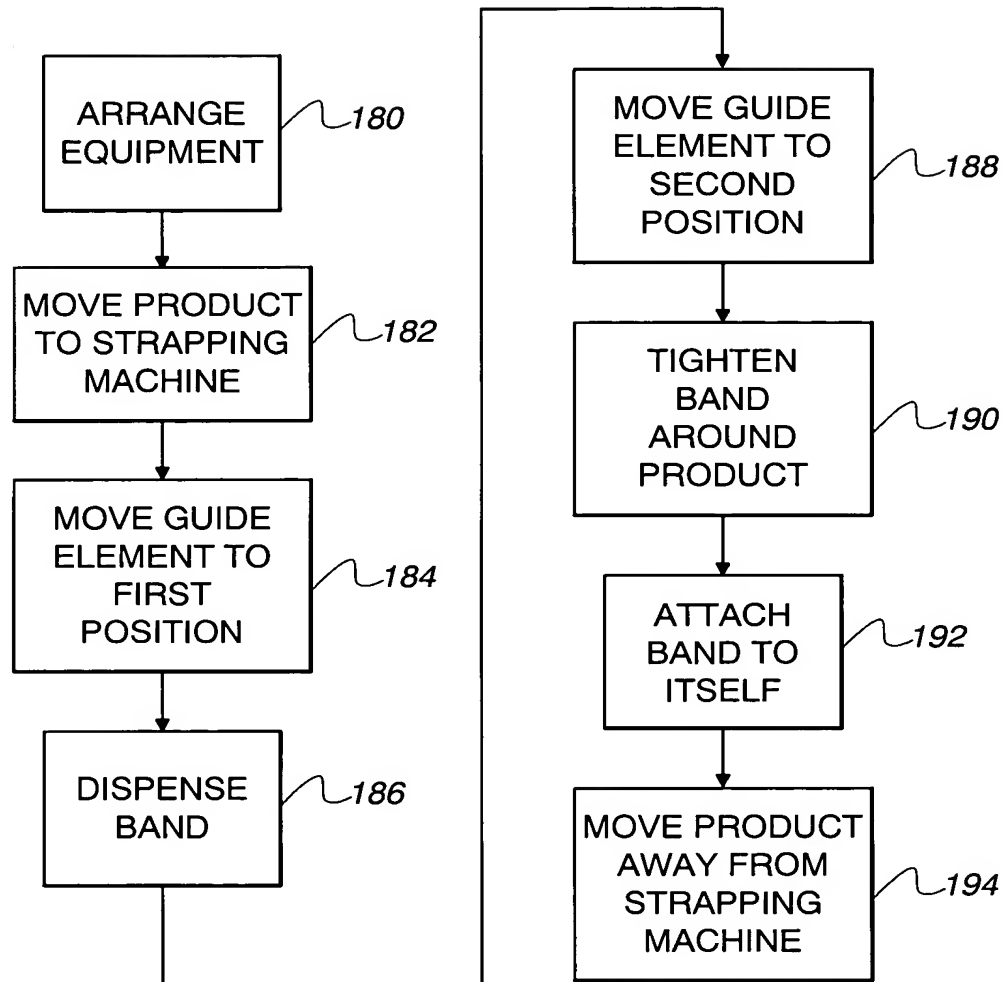 ARRANGE
EQUIPMENT
180
MOVE PRODUCT
TO STRAPPING
MACHINE
182
MOVE GUIDE
ELEMENT TO
FIRST
POSITION
184
DISPENSE
BAND
186
MOVE GUIDE
ELEMENT TO
SECOND
POSITION
188
TIGHTEN
BAND
AROUND
PRODUCT
190
ATTACH
BAND TO
ITSELF
192
MOVE PRODUCT
AWAY FROM
STRAPPING
MACHINE
194